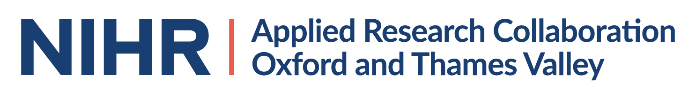 NIHR
Applied Research Collaboration
Oxford and Thames Valley